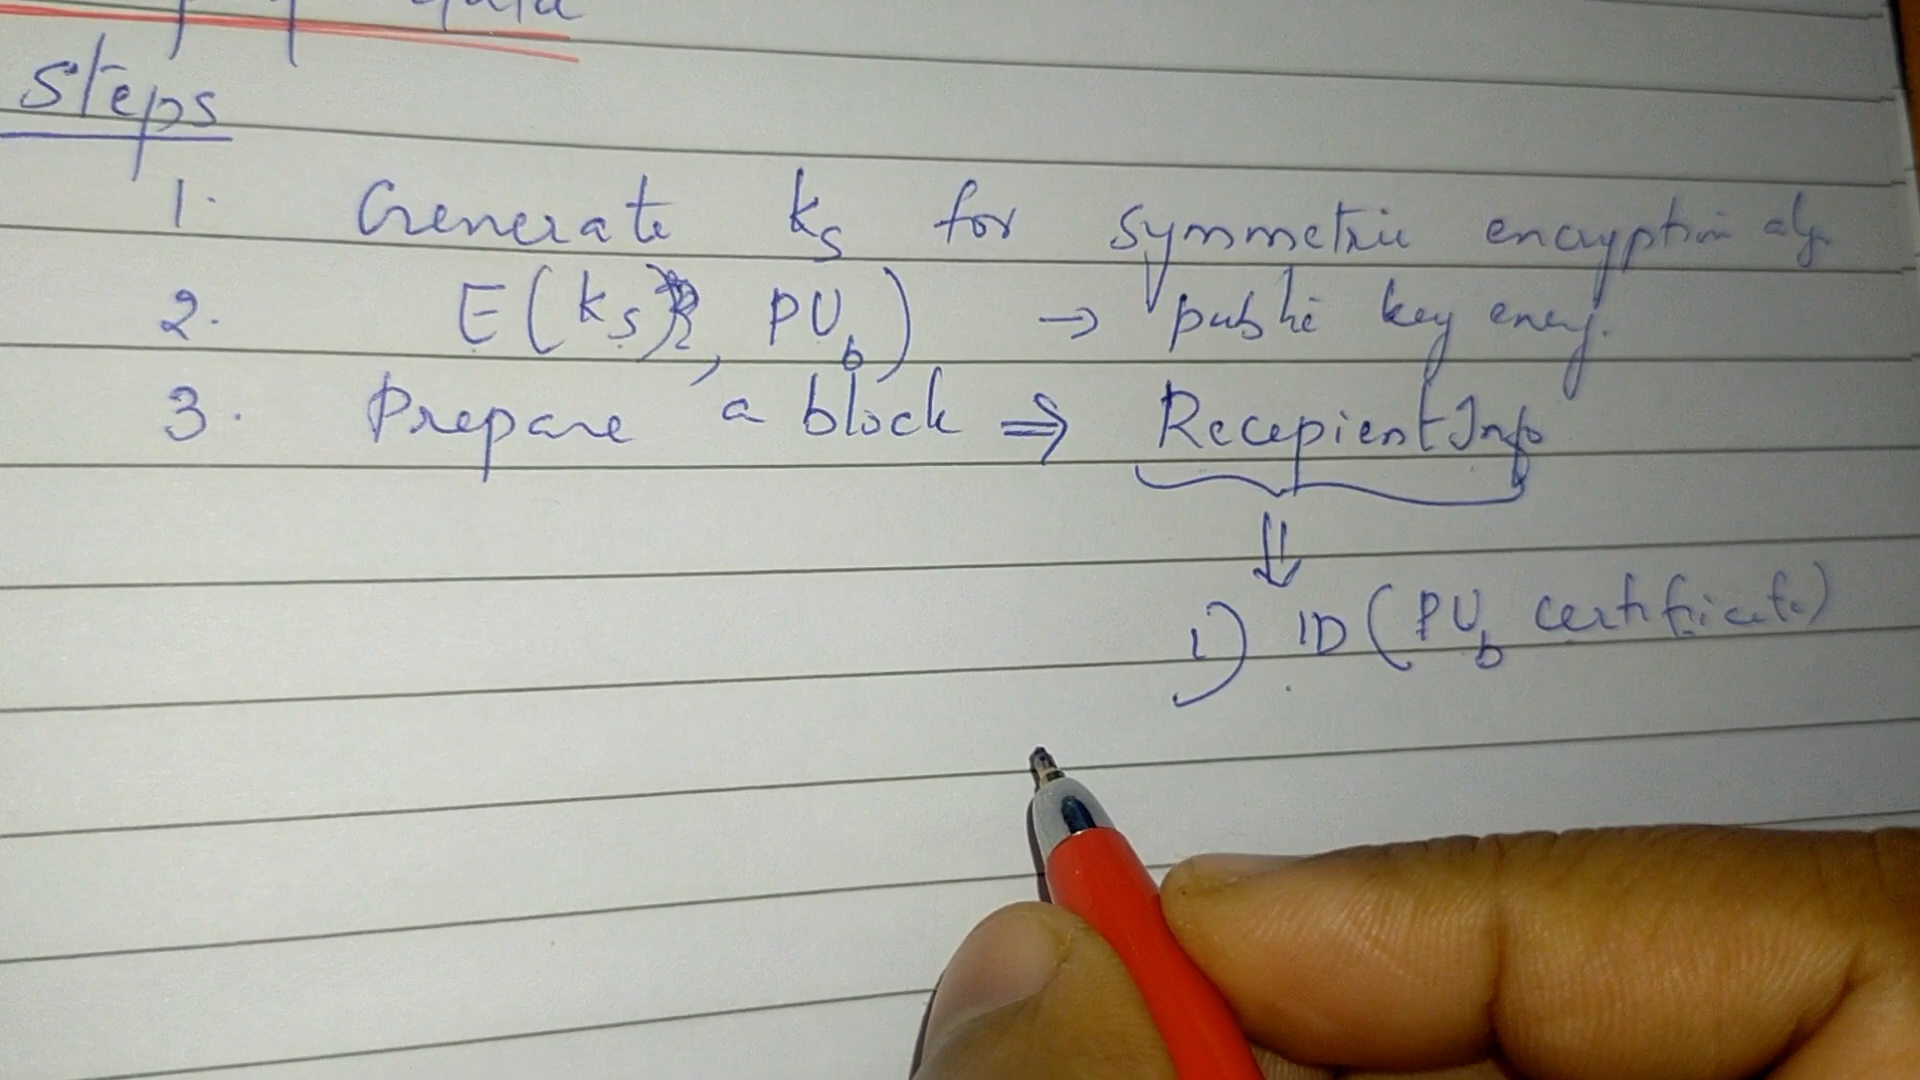 steps
1. Generate ks for symmetric encryption alg.
2. E(ks, PUb) → public key ency.
3. Prepare a block ⇒ RecepientInfo
⇓
i) ID (PUb certificate)